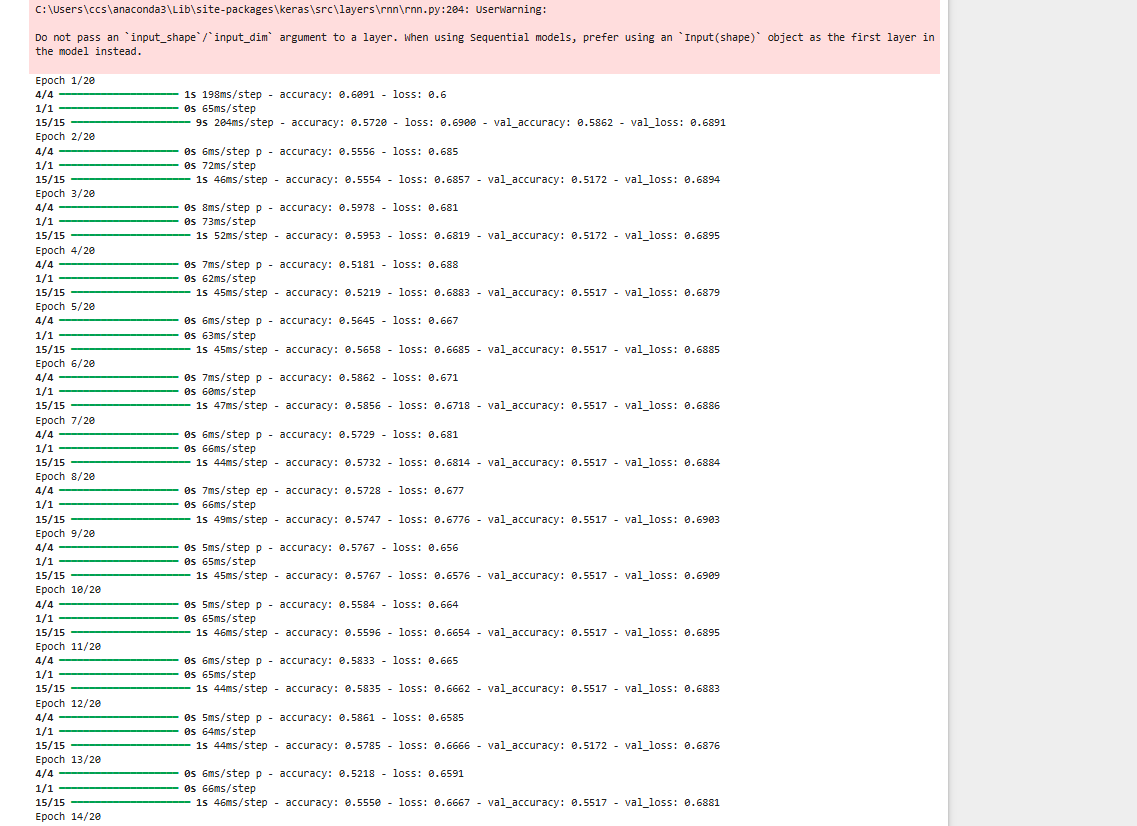 C:\Users\ccs\anaconda3\Lib\site-packages\keras\src\layers\rnn\rnn.py:204: UserWarning:
Do not pass an `input_shape`/`input_dim` argument to a layer. When using Sequential models, prefer using an `Input(shape)` object as the first layer in
the model instead.
Epoch 1/20
4/4 1s 198ms/step - accuracy: 0.6091 - loss: 0.6
1/1 0s 65ms/step
15/15 9s 204ms/step - accuracy: 0.5720 - loss: 0.6900 - val_accuracy: 0.5862 - val_loss: 0.6891
Epoch 2/20
4/4 0s 6ms/step p - accuracy: 0.5556 - loss: 0.685
1/1 0s 72ms/step
15/15 1s 46ms/step - accuracy: 0.5554 - loss: 0.6857 - val_accuracy: 0.5172 - val_loss: 0.6894
Epoch 3/20
4/4 0s 8ms/step p - accuracy: 0.5978 - loss: 0.681
1/1 0s 73ms/step
15/15 1s 52ms/step - accuracy: 0.5953 - loss: 0.6819 - val_accuracy: 0.5172 - val_loss: 0.6895
Epoch 4/20
4/4 0s 7ms/step p - accuracy: 0.5181 - loss: 0.688
1/1 0s 62ms/step
15/15 1s 45ms/step - accuracy: 0.5219 - loss: 0.6883 - val_accuracy: 0.5517 - val_loss: 0.6879
Epoch 5/20
4/4 0s 6ms/step p - accuracy: 0.5645 - loss: 0.667
1/1 0s 63ms/step
15/15 1s 45ms/step - accuracy: 0.5658 - loss: 0.6685 - val_accuracy: 0.5517 - val_loss: 0.6885
Epoch 6/20
4/4 0s 7ms/step p - accuracy: 0.5862 - loss: 0.671
1/1 0s 60ms/step
15/15 1s 47ms/step - accuracy: 0.5856 - loss: 0.6718 - val_accuracy: 0.5517 - val_loss: 0.6886
Epoch 7/20
4/4 0s 6ms/step p - accuracy: 0.5729 - loss: 0.681
1/1 0s 66ms/step
15/15 1s 44ms/step - accuracy: 0.5732 - loss: 0.6814 - val_accuracy: 0.5517 - val_loss: 0.6884
Epoch 8/20
4/4 0s 7ms/step ep - accuracy: 0.5728 - loss: 0.677
1/1 0s 66ms/step
15/15 1s 49ms/step - accuracy: 0.5747 - loss: 0.6776 - val_accuracy: 0.5517 - val_loss: 0.6903
Epoch 9/20
4/4 0s 5ms/step p - accuracy: 0.5767 - loss: 0.656
1/1 0s 65ms/step
15/15 1s 45ms/step - accuracy: 0.5767 - loss: 0.6576 - val_accuracy: 0.5517 - val_loss: 0.6909
Epoch 10/20
4/4 0s 5ms/step p - accuracy: 0.5584 - loss: 0.664
1/1 0s 65ms/step
15/15 1s 46ms/step - accuracy: 0.5596 - loss: 0.6654 - val_accuracy: 0.5517 - val_loss: 0.6895
Epoch 11/20
4/4 0s 6ms/step p - accuracy: 0.5833 - loss: 0.665
1/1 0s 65ms/step
15/15 1s 44ms/step - accuracy: 0.5835 - loss: 0.6662 - val_accuracy: 0.5517 - val_loss: 0.6883
Epoch 12/20
4/4 0s 5ms/step p - accuracy: 0.5861 - loss: 0.6585
1/1 0s 64ms/step
15/15 1s 44ms/step - accuracy: 0.5785 - loss: 0.6666 - val_accuracy: 0.5172 - val_loss: 0.6876
Epoch 13/20
4/4 0s 6ms/step p - accuracy: 0.5218 - loss: 0.6591
1/1 0s 66ms/step
15/15 1s 46ms/step - accuracy: 0.5550 - loss: 0.6667 - val_accuracy: 0.5517 - val_loss: 0.6881
Epoch 14/20